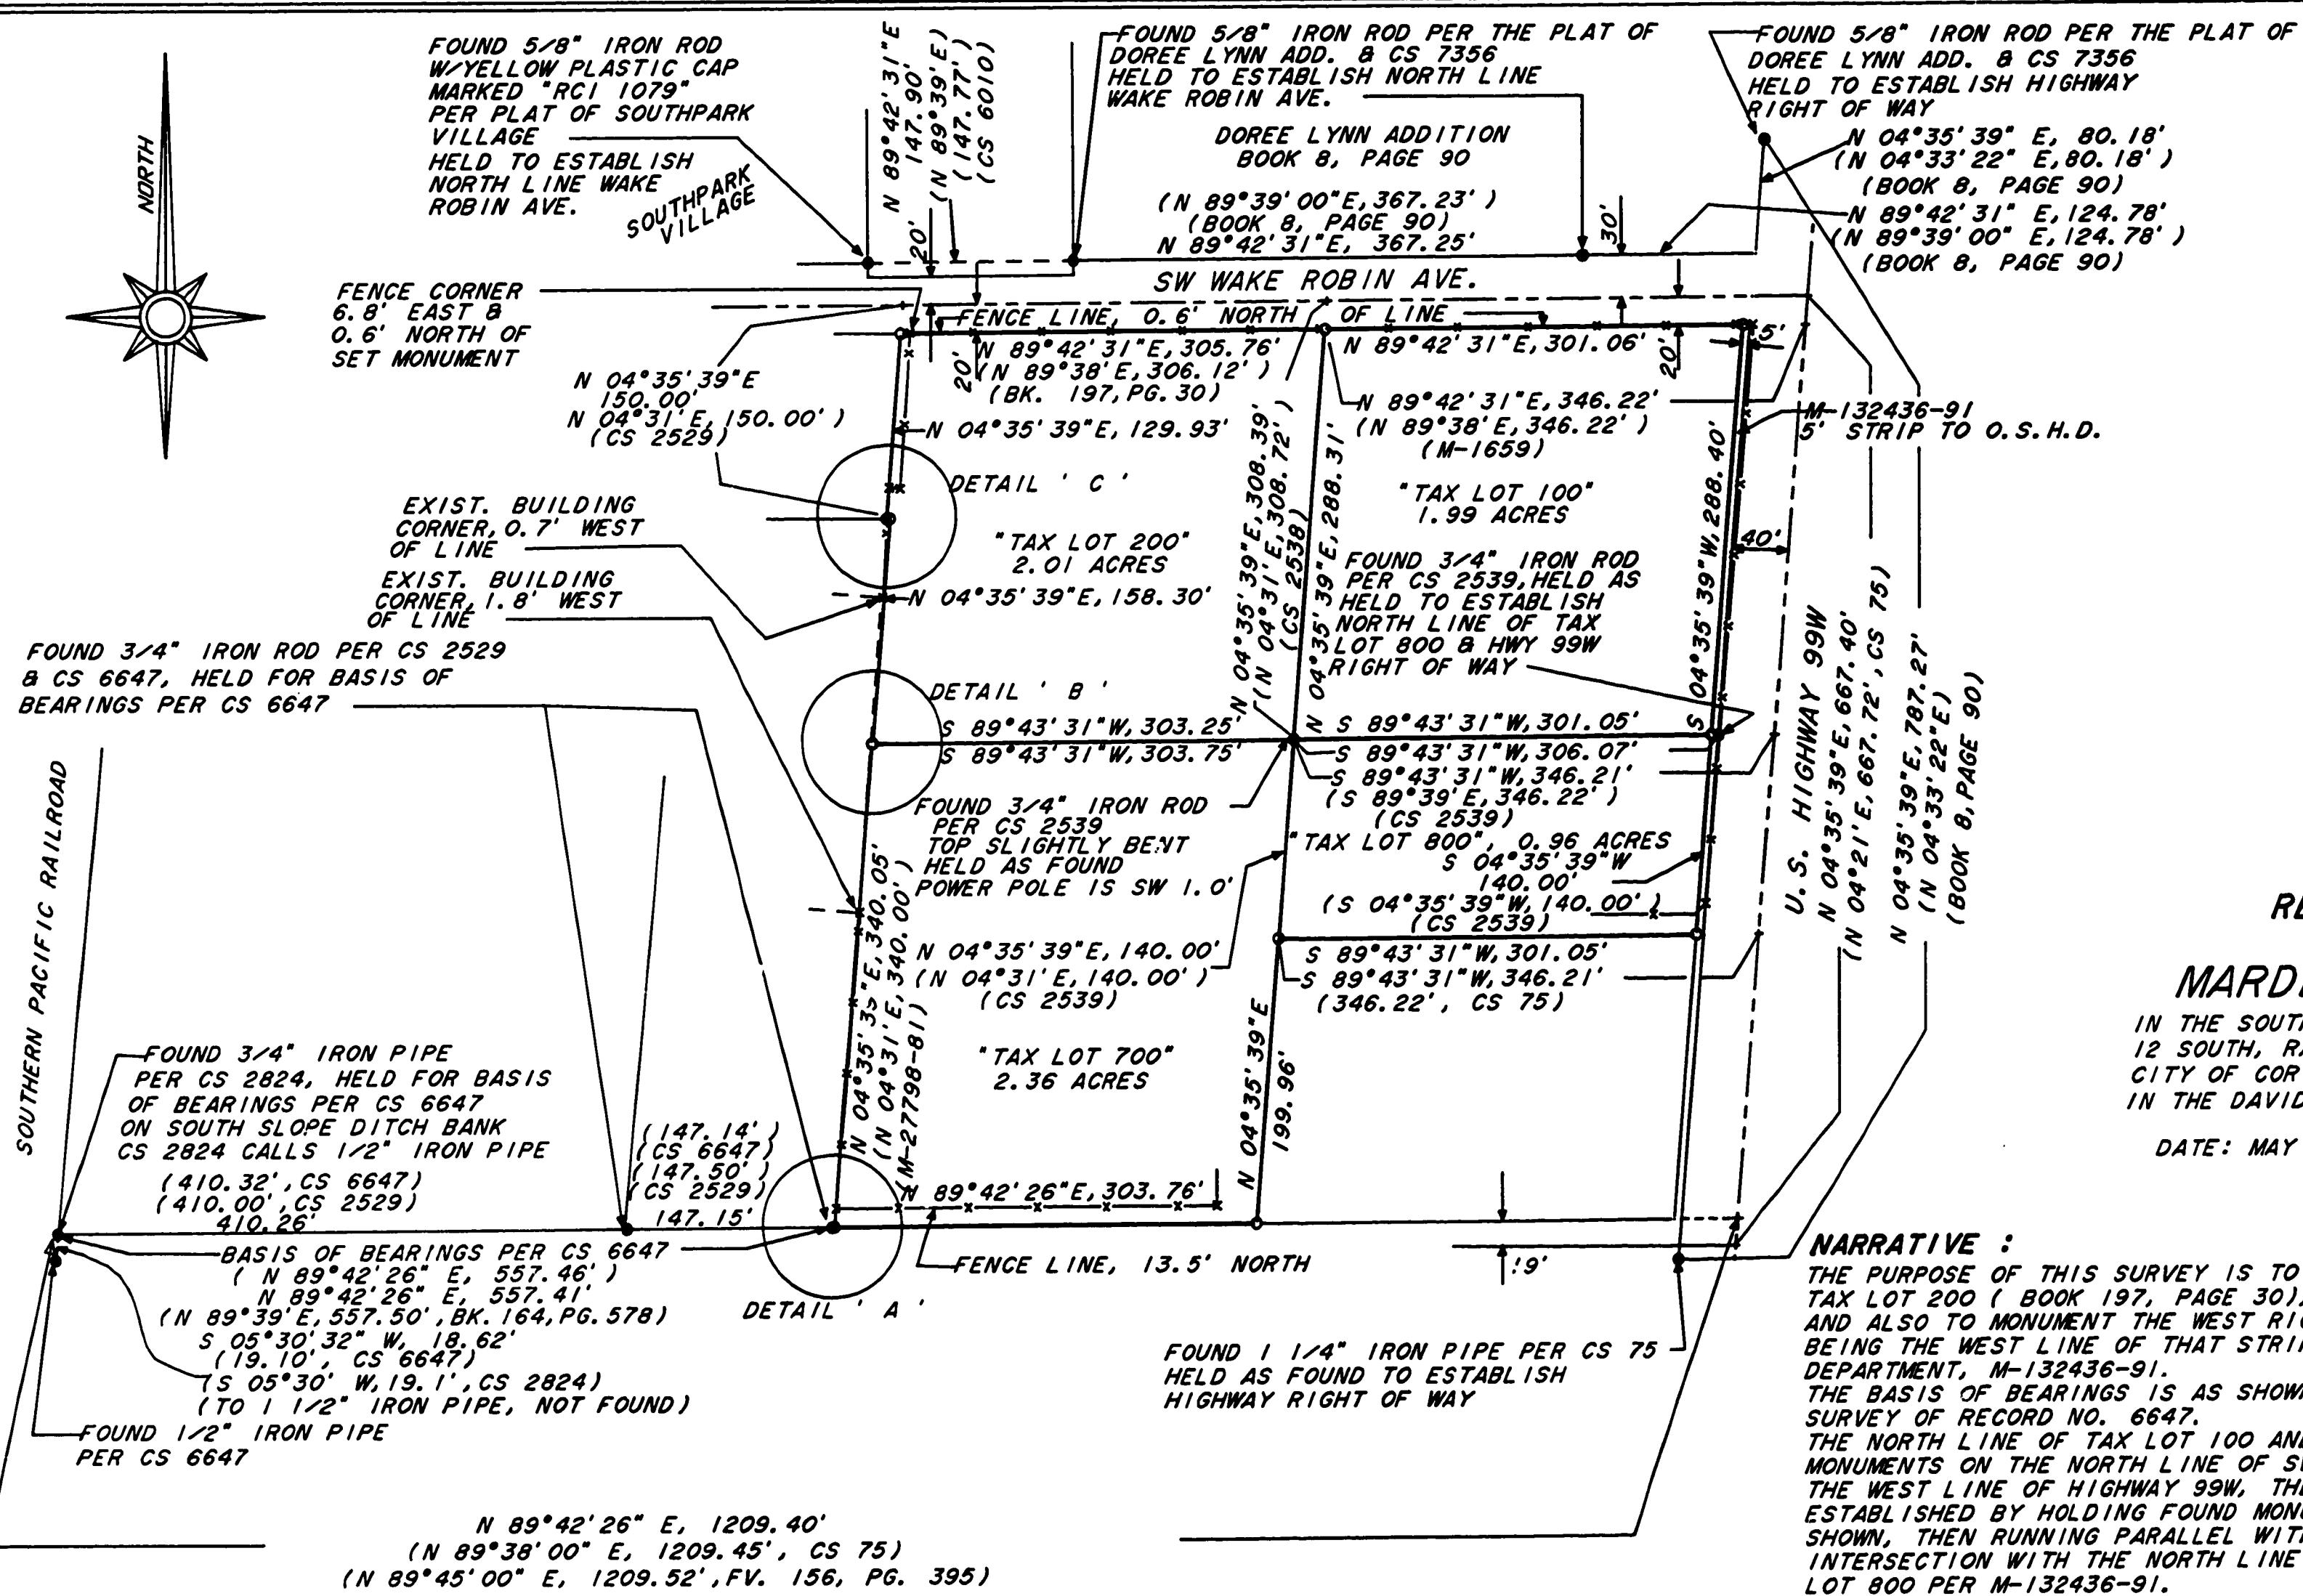 NORTH
FOUND 5/8" IRON ROD
W/YELLOW PLASTIC CAP
MARKED "RCI 1079"
PER PLAT OF SOUTHPARK
VILLAGE
HELD TO ESTABLISH
NORTH LINE WAKE
ROBIN AVE.
SOUTHPARK
VILLAGE
N 89°42'31"E
147.90'
(N 89°39'E)
(147.77')
(CS 6010)
FOUND 5/8" IRON ROD PER THE PLAT OF
DOREE LYNN ADD. & CS 7356
HELD TO ESTABLISH NORTH LINE
WAKE ROBIN AVE.
DOREE LYNN ADDITION
BOOK 8, PAGE 90
(N 89°39'00"E,367.23')
(BOOK 8, PAGE 90)
N 89°42'31"E, 367.25'
FOUND 5/8" IRON ROD PER THE PLAT OF
DOREE LYNN ADD. & CS 7356
HELD TO ESTABLISH HIGHWAY
RIGHT OF WAY
N 04°35'39" E, 80.18'
(N 04°33'22" E,80.18')
(BOOK 8, PAGE 90)
N 89°42'31" E,124.78'
(N 89°39'00" E,124.78')
(BOOK 8, PAGE 90)
20'
30'
SW WAKE ROBIN AVE.
FENCE CORNER
6.8' EAST &
0.6' NORTH OF
SET MONUMENT
FENCE LINE, 0.6' NORTH OF LINE
20'
N 89°42'31"E,305.76'
(N 89°38'E,306.12')
(BK. 197,PG.30)
N 89°42'31"E,301.06'
20'
5'
N 04°35'39"E
150.00'
N 04°31'E,150.00')
(CS 2529)
N 04°35'39"E,129.93'
N 89°42'31"E,346.22'
(N 89°38'E,346.22')
(M-1659)
M-132436-91
5' STRIP TO O.S.H.D.
DETAIL 'C'
EXIST. BUILDING
CORNER,0.7' WEST
OF LINE
"TAX LOT 200"
2.01 ACRES
"TAX LOT 100"
1.99 ACRES
40'
EXIST. BUILDING
CORNER,1.8' WEST
OF LINE
N 04°35'39"E,158.30'
N 04°35'39"E,308.39'
(N 04°31'E,308.72')
(CS 2538)
N 04°35'39"E,288.31'
FOUND 3/4" IRON ROD
PER CS 2539,HELD AS
HELD TO ESTABLISH
NORTH LINE OF TAX
LOT 800 & HWY 99W
RIGHT OF WAY
S 04°35'39"W,288.40'
FOUND 3/4" IRON ROD PER CS 2529
& CS 6647, HELD FOR BASIS OF
BEARINGS PER CS 6647
DETAIL 'B'
S 89°43'31"W,303.25'
S 89°43'31"W,303.75'
S 89°43'31"W,301.05'
S 89°43'31"W,306.07'
S 89°43'31"W,346.21'
(S 89°39'E,346.22')
(CS 2539)
U.S. HIGHWAY 99W
N 04°35'39"E,667.40'
(N 04°21'E,667.72',CS 75)
N 04°35'39"E,787.27'
(N 04°33'22"E)
(BOOK 8,PAGE 90)
SOUTHERN PACIFIC RAILROAD
FOUND 3/4" IRON ROD
PER CS 2539
TOP SLIGHTLY BENT
HELD AS FOUND
POWER POLE IS SW 1.0'
"TAX LOT 800", 0.96 ACRES
S 04°35'39"W
140.00'
(S 04°35'39"W,140.00')
(CS 2539)
N 04°35'39"E,340.05'
(N 04°31'E,340.00')
(M-27798-81)
N 04°35'39"E,140.00'
(N 04°31'E,140.00')
(CS 2539)
S 89°43'31"W,301.05'
S 89°43'31"W,346.21'
(346.22', CS 75)
"TAX LOT 700"
2.36 ACRES
N 04°35'39"E
199.96'
MARD
IN THE SOUT
12 SOUTH, R
CITY OF COR
IN THE DAVID
DATE: MAY
FOUND 3/4" IRON PIPE
PER CS 2824, HELD FOR BASIS
OF BEARINGS PER CS 6647
ON SOUTH SLOPE DITCH BANK
CS 2824 CALLS 1/2" IRON PIPE
(410.32',CS 6647)
(410.00',CS 2529)
410.26'
(147.14')
(CS 6647)
(147.50')
(CS 2529)
147.15'
N 89°42'26"E,303.76'
BASIS OF BEARINGS PER CS 6647
(N 89°42'26" E, 557.46')
N 89°42'26" E, 557.41'
(N 89°39'E,557.50',BK.164,PG.578)
S 05°30'32" W, 18.62'
(19.10', CS 6647)
(S 05°30' W,19.1',CS 2824)
(TO 1 1/2" IRON PIPE, NOT FOUND)
FOUND 1/2" IRON PIPE
PER CS 6647
FENCE LINE, 13.5' NORTH
DETAIL 'A'
19'
FOUND 1 1/4" IRON PIPE PER CS 75
HELD AS FOUND TO ESTABLISH
HIGHWAY RIGHT OF WAY
N 89°42'26" E, 1209.40'
(N 89°38'00" E, 1209.45', CS 75)
(N 89°45'00" E, 1209.52',FV. 156, PG. 395)
NARRATIVE :
THE PURPOSE OF THIS SURVEY IS TO
TAX LOT 200 ( BOOK 197, PAGE 30),
AND ALSO TO MONUMENT THE WEST RI
BEING THE WEST LINE OF THAT STRI
DEPARTMENT, M-132436-91.
THE BASIS OF BEARINGS IS AS SHOW
SURVEY OF RECORD NO. 6647.
THE NORTH LINE OF TAX LOT 100 AN
MONUMENTS ON THE NORTH LINE OF S
THE WEST LINE OF HIGHWAY 99W, TH
ESTABLISHED BY HOLDING FOUND MON
SHOWN, THEN RUNNING PARALLEL WIT
INTERSECTION WITH THE NORTH LINE
LOT 800 PER M-132436-91.